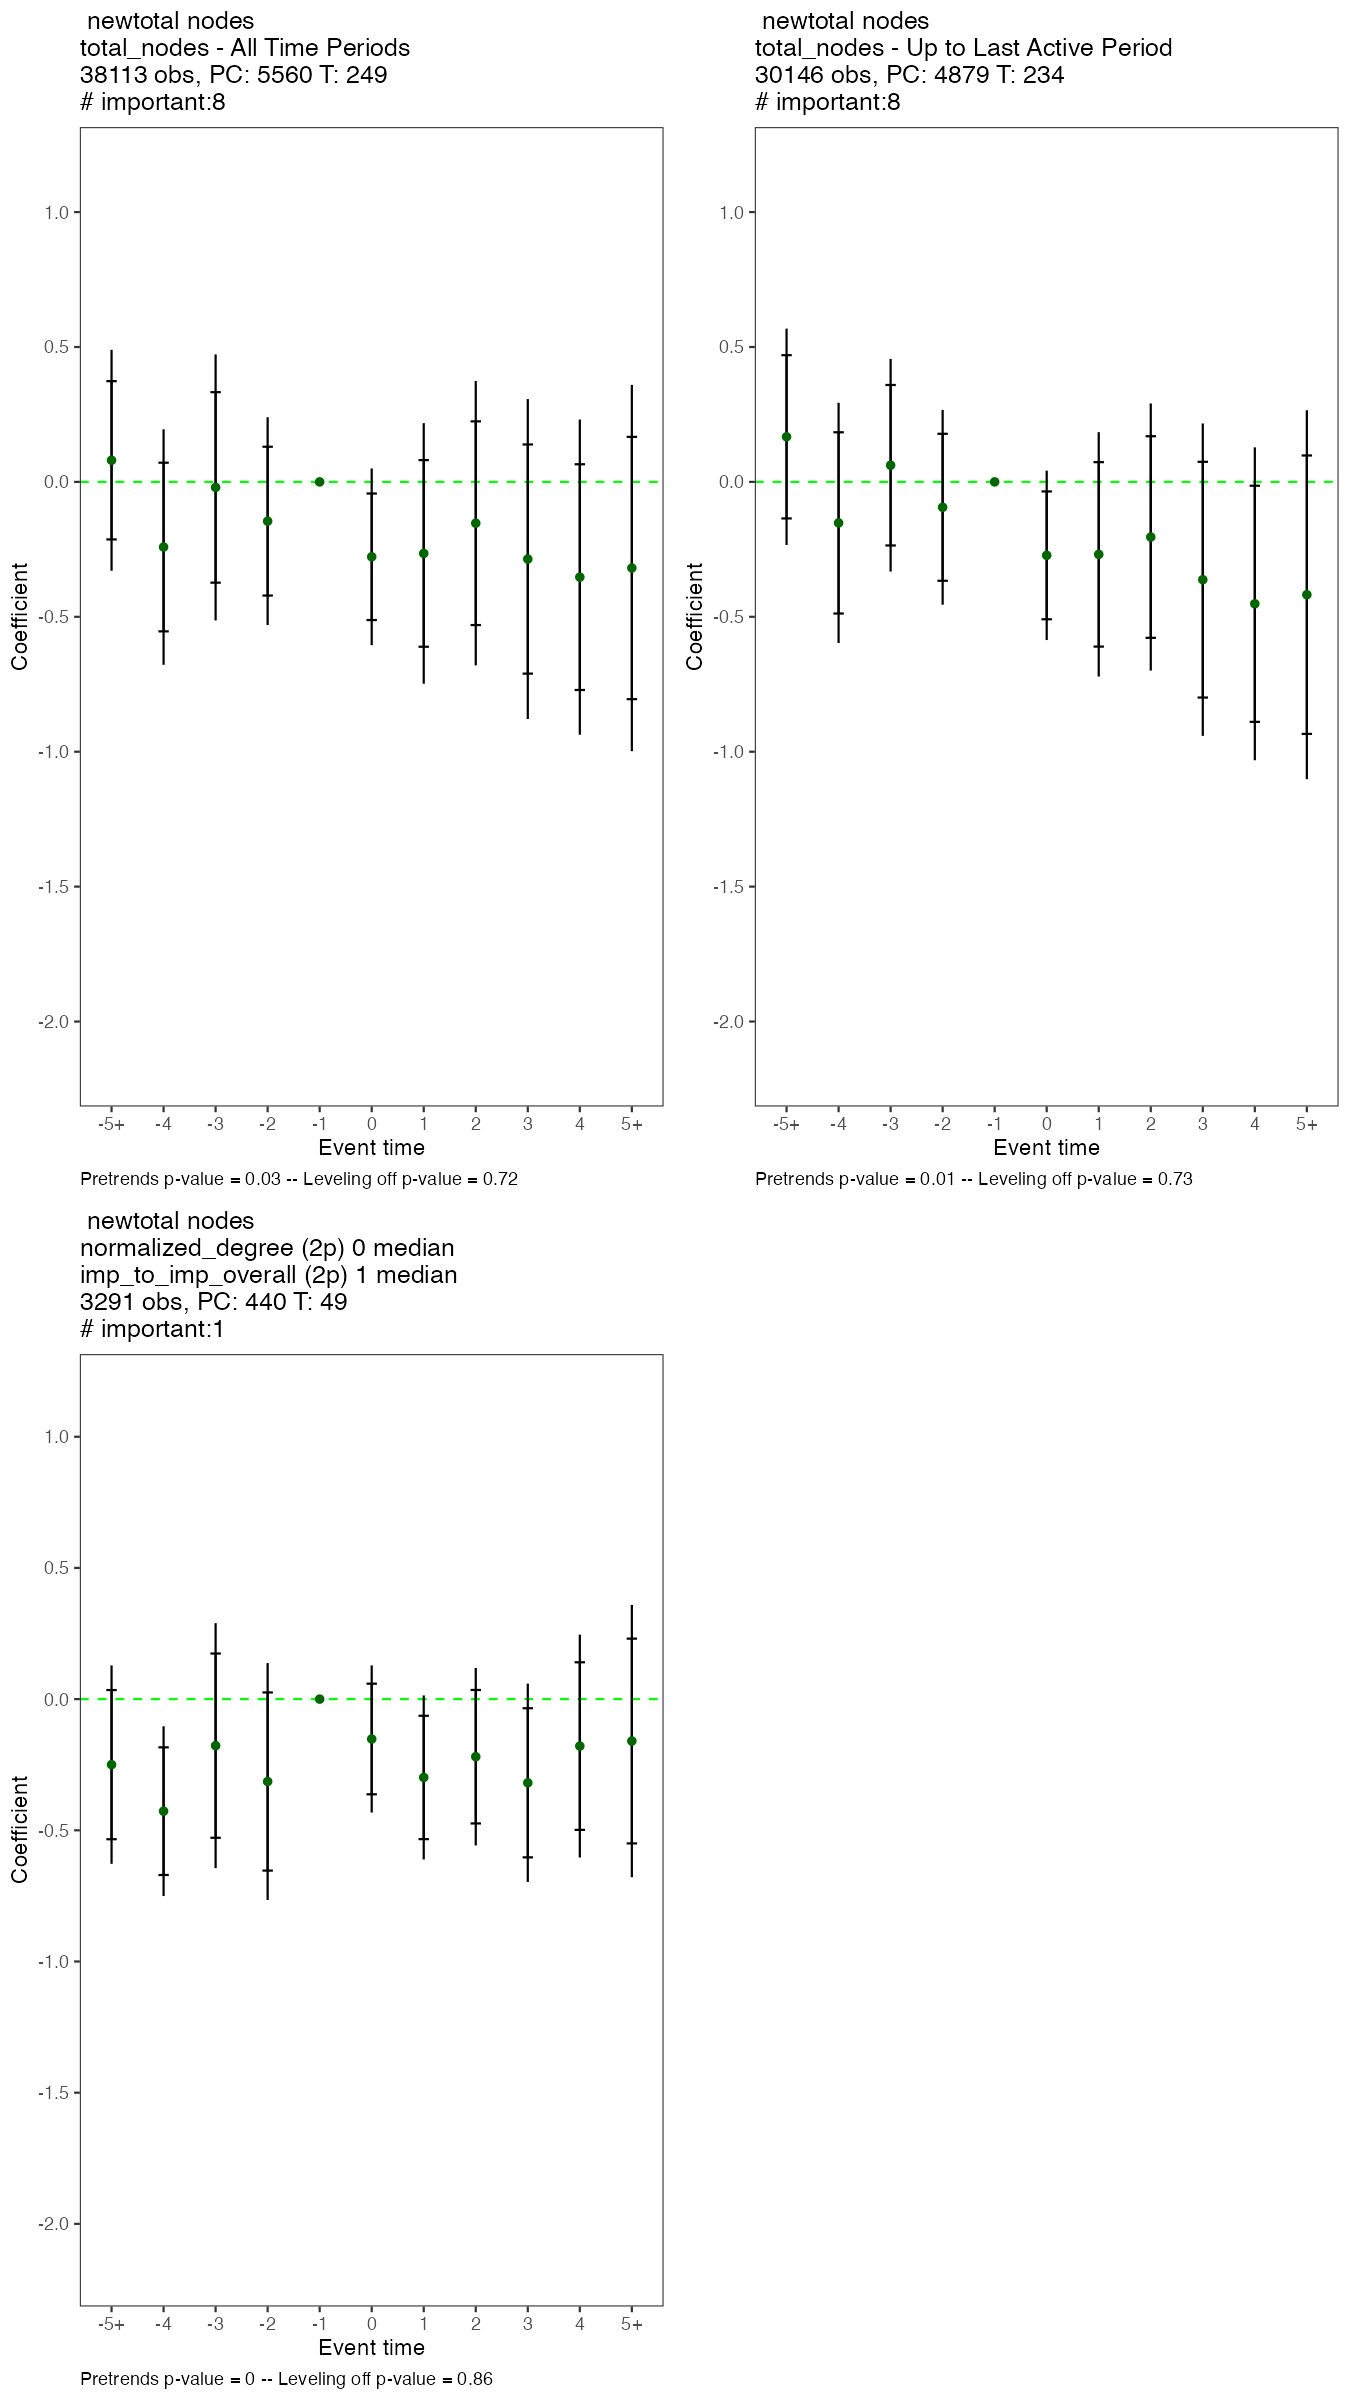 newtotal nodes
total_nodes - All Time Periods
38113 obs, PC: 5560 T: 249
# important:8
1.0
0.5
0.0
-0.5
-1.0
-1.5
-2.0
Coefficient
-5+ -4 -3 -2 -1 0 1 2 3 4 5+
Event time
Pretrends p-value = 0.03 -- Leveling off p-value = 0.72
newtotal nodes
total_nodes - Up to Last Active Period
30146 obs, PC: 4879 T: 234
# important:8
1.0
0.5
0.0
-0.5
-1.0
-1.5
-2.0
Coefficient
-5+ -4 -3 -2 -1 0 1 2 3 4 5+
Event time
Pretrends p-value = 0.01 -- Leveling off p-value = 0.73
newtotal nodes
normalized_degree (2p) 0 median
imp_to_imp_overall (2p) 1 median
3291 obs, PC: 440 T: 49
# important:1
1.0
0.5
0.0
-0.5
-1.0
-1.5
-2.0
Coefficient
-5+ -4 -3 -2 -1 0 1 2 3 4 5+
Event time
Pretrends p-value = 0 -- Leveling off p-value = 0.86